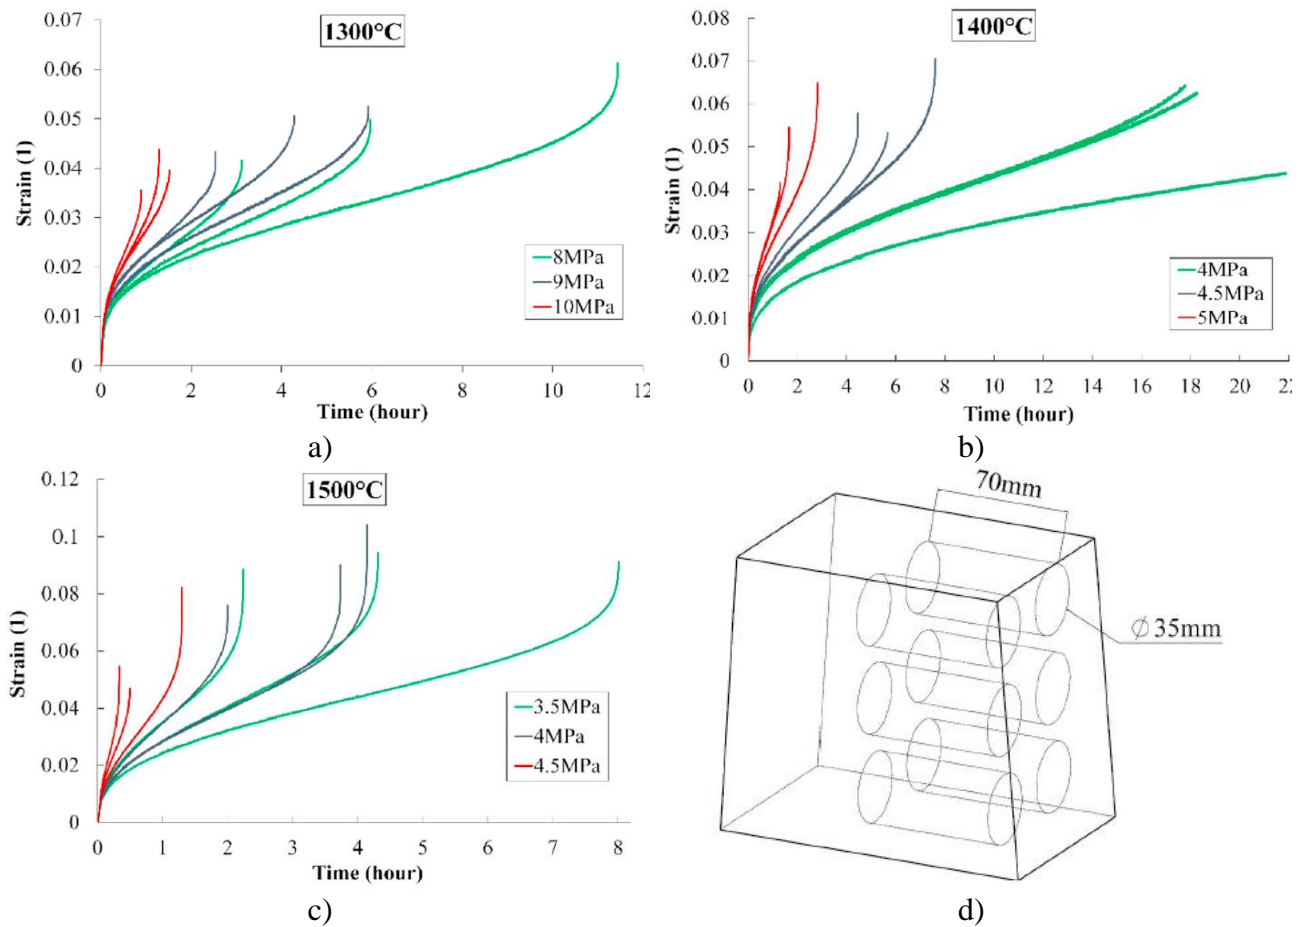 1300°C
0.07
0.06
0.05
0.04
0.03
0.02
0.01
0
Strain (1)
0 2 4 6 8 10 12
Time (hour)
8MPa
9MPa
10MPa
a)
1400°C
0.08
0.07
0.06
0.05
0.04
0.03
0.02
0.01
0
Strain (1)
0 2 4 6 8 10 12 14 16 18 20 22
Time (hour)
4MPa
4.5MPa
5MPa
b)
1500°C
0.12
0.1
0.08
0.06
0.04
0.02
0
Strain (1)
0 1 2 3 4 5 6 7 8
Time (hour)
3.5MPa
4MPa
4.5MPa
c)
70mm
∅35mm
d)